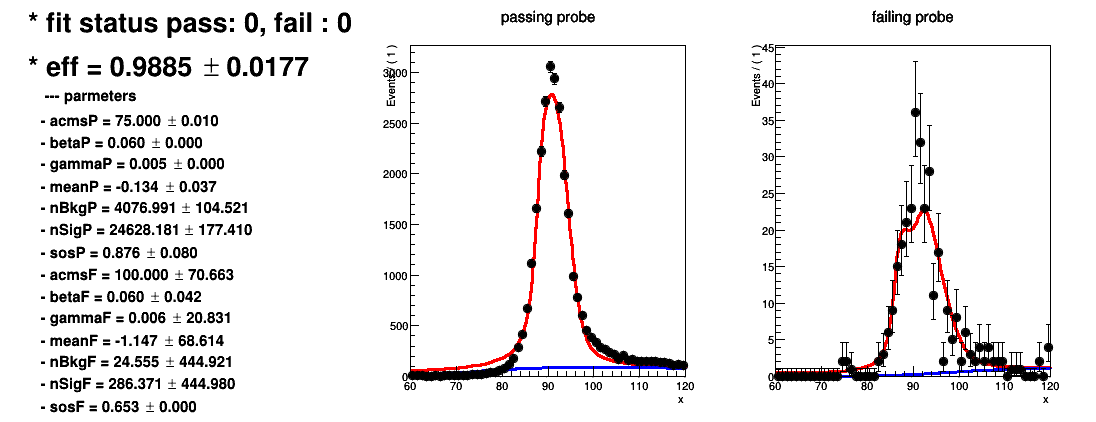 * fit status pass: 0, fail : 0
* eff = 0.9885 ± 0.0177
--- parmeters
- acmsP = 75.000 ± 0.010
- betaP = 0.060 ± 0.000
- gammaP = 0.005 ± 0.000
- meanP = -0.134 ± 0.037
- nBkgP = 4076.991 ± 104.521
- nSigP = 24628.181 ± 177.410
- sosP = 0.876 ± 0.080
- acmsF = 100.000 ± 70.663
- betaF = 0.060 ± 0.042
- gammaF = 0.006 ± 20.831
- meanF = -1.147 ± 68.614
- nBkgF = 24.555 ± 444.921
- nSigF = 286.371 ± 444.980
- sosF = 0.653 ± 0.000
passing probe
Events / ( 1 )
3000
2500
2000
1500
1000
500
0
60 70 80 90 100 110 120
x
failing probe
Events / ( 1 )
45
40
35
30
25
20
15
10
5
0
60 70 80 90 100 110 120
x